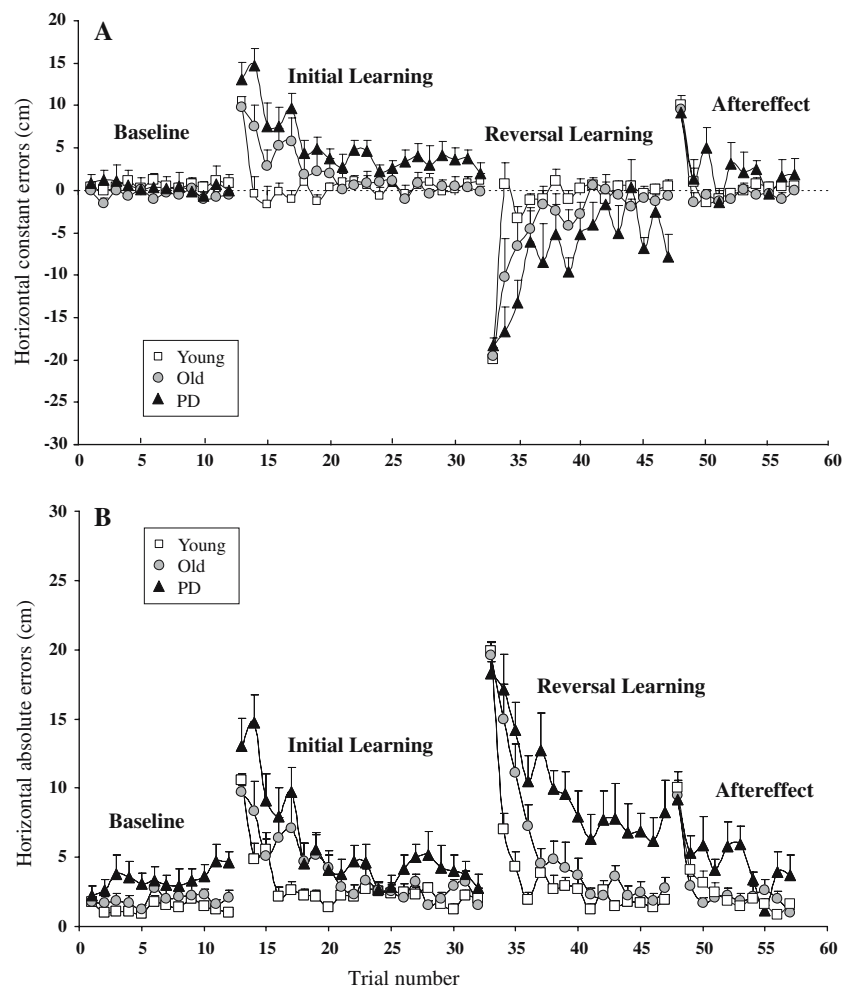 A
Horizontal constant errors (cm)
20
15
10
5
0
-5
-10
-15
-20
-25
-30
Baseline
Initial Learning
Reversal Learning
Aftereffect
Young
Old
PD
0 5 10 15 20 25 30 35 40 45 50 55 60
B
Horizontal absolute errors (cm)
30
25
20
15
10
5
0
Young
Old
PD
Baseline
Initial Learning
Reversal Learning
Aftereffect
0 5 10 15 20 25 30 35 40 45 50 55 60
Trial number